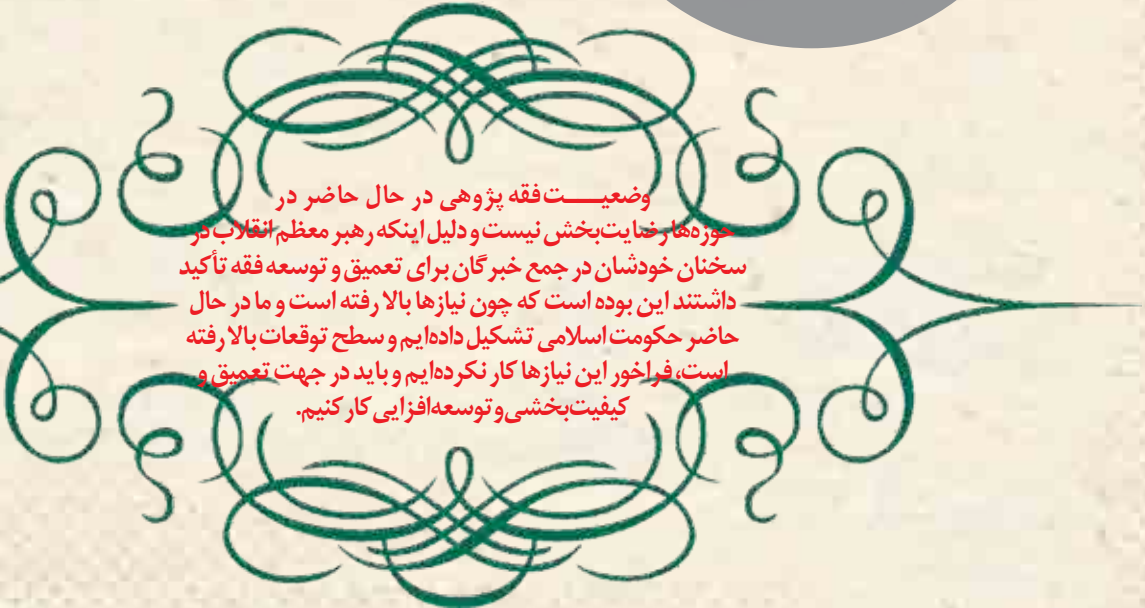 وضعیـــت فقه پژوهی در حال حاضر در
حوزه‌ها رضایت‌بخش نیست و دلیل اینکه رهبر معظم انقلاب در
سخنان خودشان در جمع خبرگان برای تعمیق و توسعه فقه تأکید
داشتند این بوده است که چون نیازها بالا رفته است و ما در حال
حاضر حکومت اسلامی تشکیل داده‌ایم و سطح توقعات بالا رفته
است، فراخور این نیازها کار نکرده‌ایم و باید در جهت تعمیق و
کیفیت‌بخشی و توسعه‌افزایی کار کنیم.